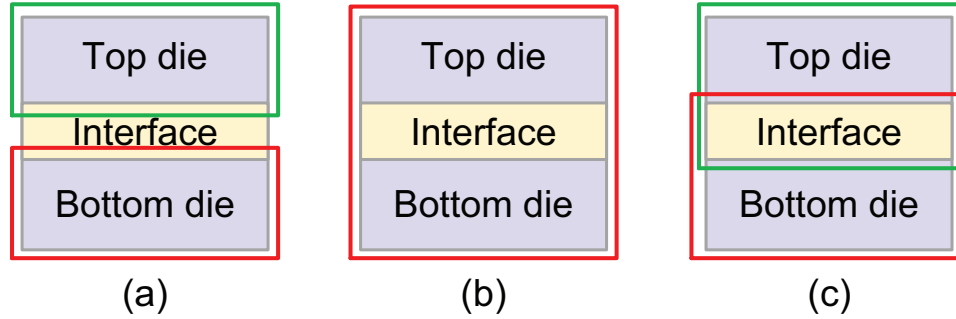 Top die
Interface
Bottom die
(a)
Top die
Interface
Bottom die
(b)
Top die
Interface
Bottom die
(c)